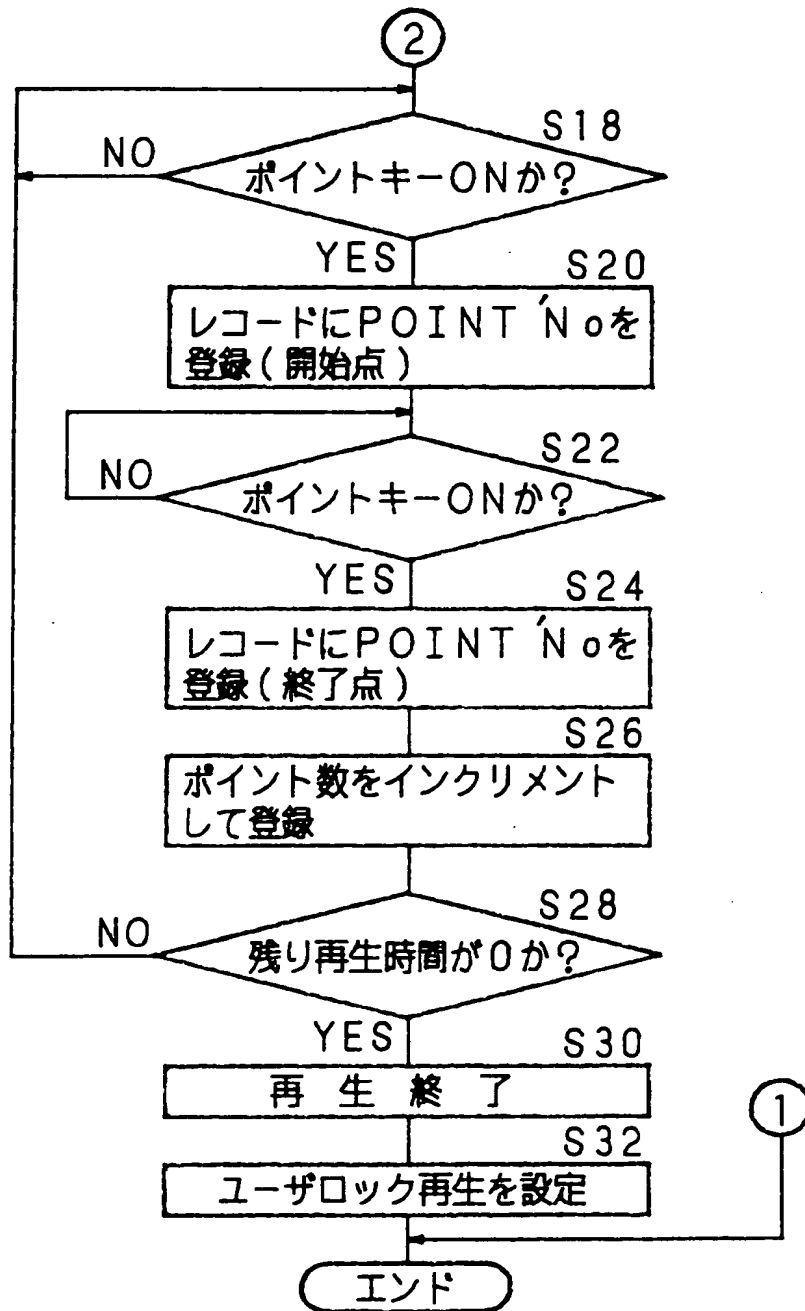 2
S18
NO
ポイントキーONか?
YES
S20
レコードにPOINT'Noを
登録(開始点)
S22
NO
ポイントキーONか?
YES
S24
レコードにPOINT'Noを
登録(終了点)
S26
ポイント数をインクリメント
して登録
S28
NO
残り再生時間が0か?
YES
S30
再生終了
1
S32
ユーザロック再生を設定
エンド